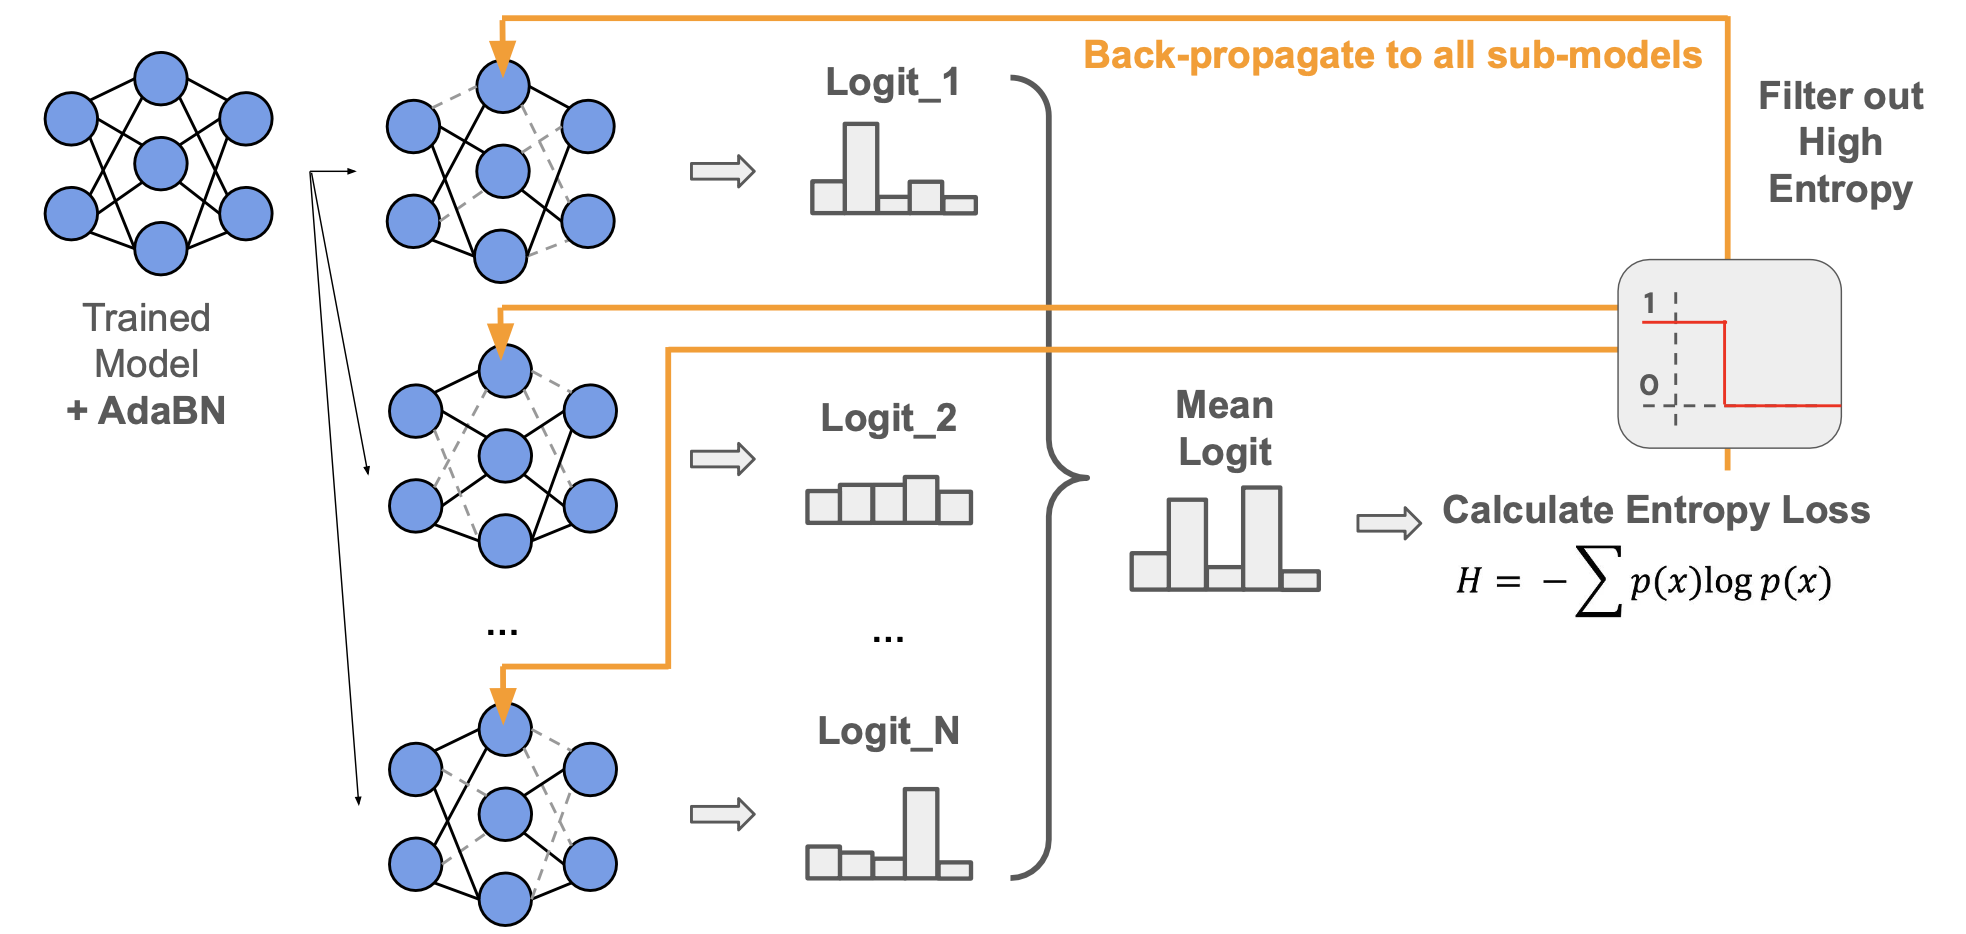 Back-propagate to all sub-models
Filter out
High
Entropy
Trained
Model
+ AdaBN
Logit_1
Logit_2
...
...
Logit_N
Mean
Logit
1
0
Calculate Entropy Loss
H = − ∑ p(x)log p(x)